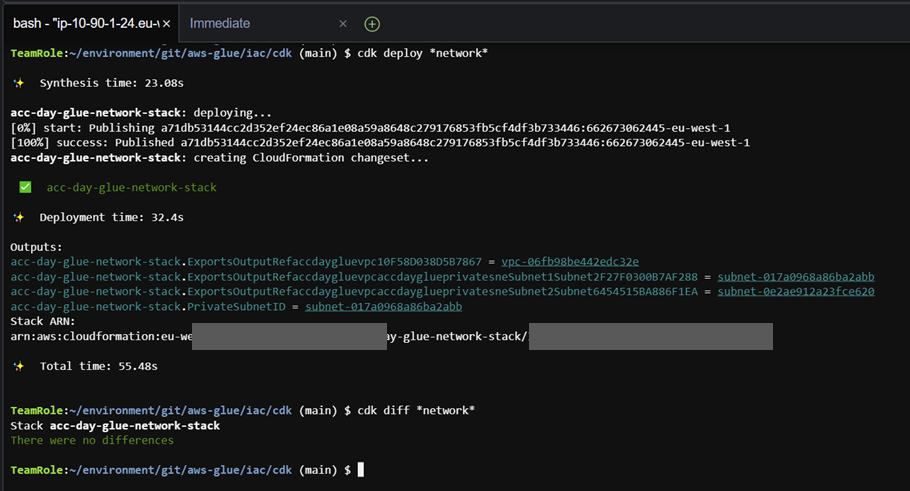 bash - "ip-10-90-1-24.eu-w × Immediate ×
TeamRole:~/environment/git/aws-glue/iac/cdk (main) $ cdk deploy *network*
✨ Synthesis time: 23.08s
acc-day-glue-network-stack: deploying...
[0%] start: Publishing a71db53144cc2d352ef24ec86a1e08a59a8648c279176853fb5cf4df3b733446:662673062445-eu-west-1
[100%] success: Published a71db53144cc2d352ef24ec86a1e08a59a8648c279176853fb5cf4df3b733446:662673062445-eu-west-1
acc-day-glue-network-stack: creating CloudFormation changeset...
✅ acc-day-glue-network-stack
✨ Deployment time: 32.4s
Outputs:
acc-day-glue-network-stack.ExportsOutputRefaccdaygluevpc10F58D038D5B7867 = vpc-06fb98be442edc32e
acc-day-glue-network-stack.ExportsOutputRefaccdaygluevpcaccdayglueprivatesneSubnet1Subnet2F27F0300B7AF288 = subnet-017a0968a86ba2abb
acc-day-glue-network-stack.ExportsOutputRefaccdaygluevpcaccdayglueprivatesneSubnet2Subnet6454515BA886F1EA = subnet-0e2ae912a23fce620
acc-day-glue-network-stack.PrivateSubnetID = subnet-017a0968a86ba2abb
Stack ARN:
arn:aws:cloudformation:eu-we ay-glue-network-stack/
✨ Total time: 55.48s
TeamRole:~/environment/git/aws-glue/iac/cdk (main) $ cdk diff *network*
Stack acc-day-glue-network-stack
There were no differences
TeamRole:~/environment/git/aws-glue/iac/cdk (main) $